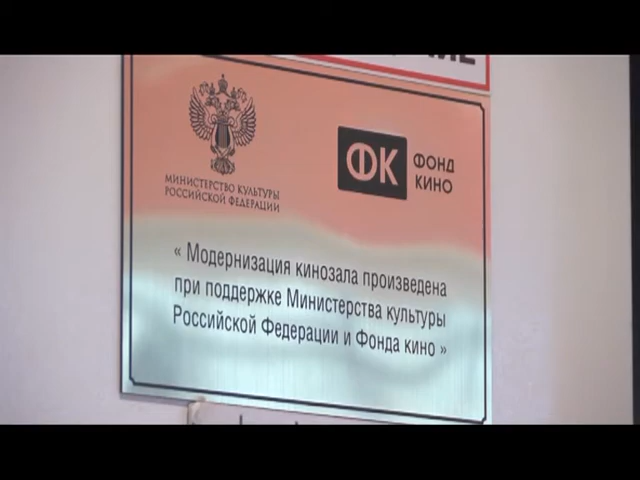 МИНИСТЕРСТВО КУЛЬТУРЫ
РОССИЙСКОЙ ФЕДЕРАЦИИ
ФК ФОНД
КИНО
« Модернизация кинозала произведена
при поддержке Министерства культуры
Российской Федерации и Фонда кино »